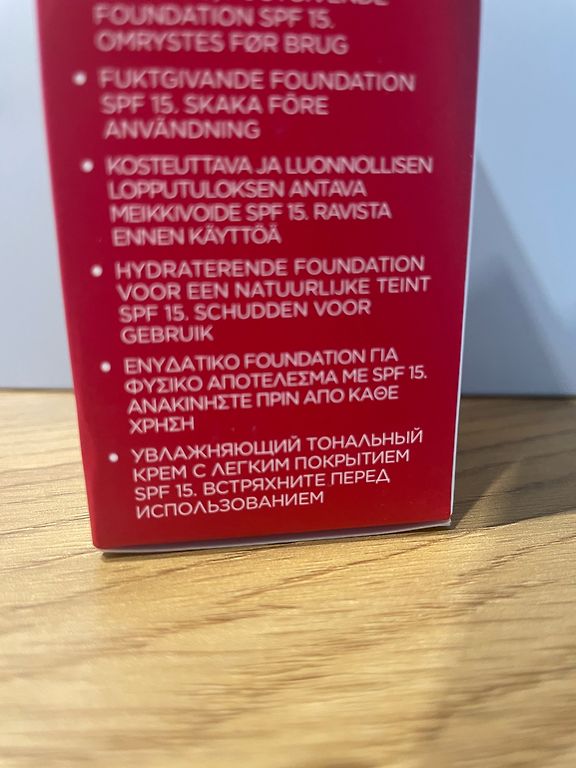 FOUNDATION SPF 15.
OMRYSTES FØR BRUG
• FUKTGIVANDE FOUNDATION
SPF 15. SKAKA FÖRE
ANVÄNDNING
• KOSTEUTTAVA JA LUONNOLLISEN
LOPPUTULOKSEN ANTAVA
MEIKKIVOIDE SPF 15. RAVISTA
ENNEN KÄYTTÖÄ
• HYDRATERENDE FOUNDATION
VOOR EEN NATUURLIJKE TEINT
SPF 15. SCHUDDEN VOOR
GEBRUIK
• ΕΝΥΔΑΤΙΚΟ FOUNDATION ΓΙΑ
ΦΥΣΙΚΟ ΑΠΟΤΕΛΕΣΜΑ ΜΕ SPF 15.
ΑΝΑΚΙΝΗΣΤΕ ΠΡΙΝ ΑΠΟ ΚΑΘΕ
ΧΡΗΣΗ
• УВЛАЖНЯЮЩИЙ ТОНАЛЬНЫЙ
КРЕМ С ЛЕГКИМ ПОКРЫТИЕМ
SPF 15. ВСТРЯХНИТЕ ПЕРЕД
ИСПОЛЬЗОВАНИЕМ